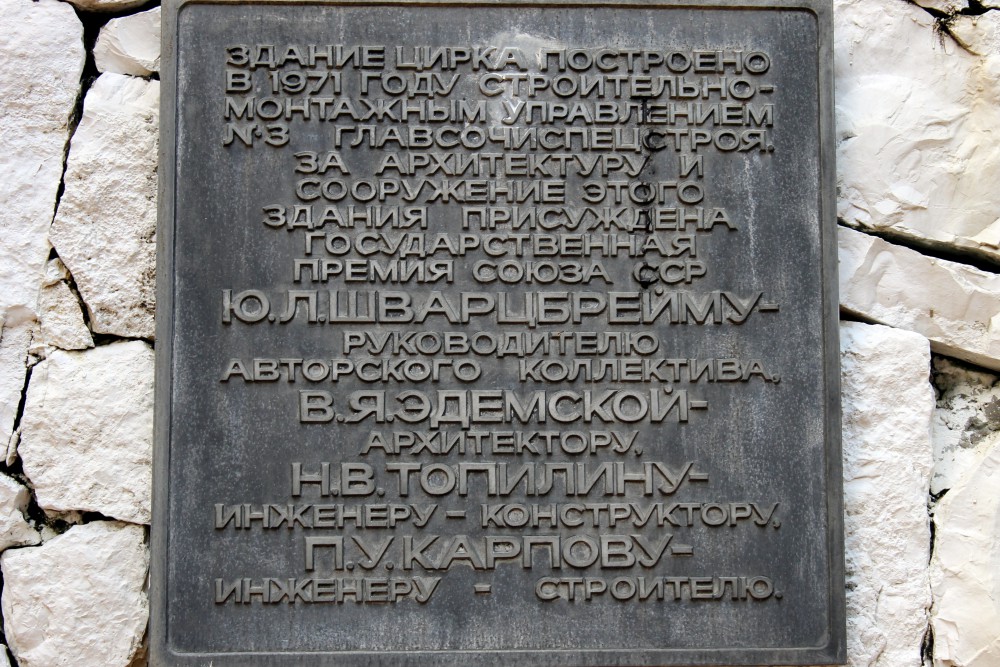 ЗДАНИЕ ЦИРКА ПОСТРОЕНО
В 1971 ГОДУ СТРОИТЕЛЬНО-
МОНТАЖНЫМ УПРАВЛЕНИЕМ
№3 ГЛАВСОЧИСПЕЦСТРОЯ.
ЗА АРХИТЕКТУРУ И
СООРУЖЕНИЕ ЭТОГО
ЗДАНИЯ ПРИСУЖДЕНА
ГОСУДАРСТВЕННАЯ
ПРЕМИЯ СОЮЗА ССР
Ю.Л.ШВАРЦБРЕЙМУ-
РУКОВОДИТЕЛЮ
АВТОРСКОГО КОЛЛЕКТИВА,
В.Я.ЭДЕМСКОЙ-
АРХИТЕКТОРУ,
Н.В.ТОПИЛИНУ-
ИНЖЕНЕРУ-КОНСТРУКТОРУ,
П.У.КАРПОВУ-
ИНЖЕНЕРУ - СТРОИТЕЛЮ.